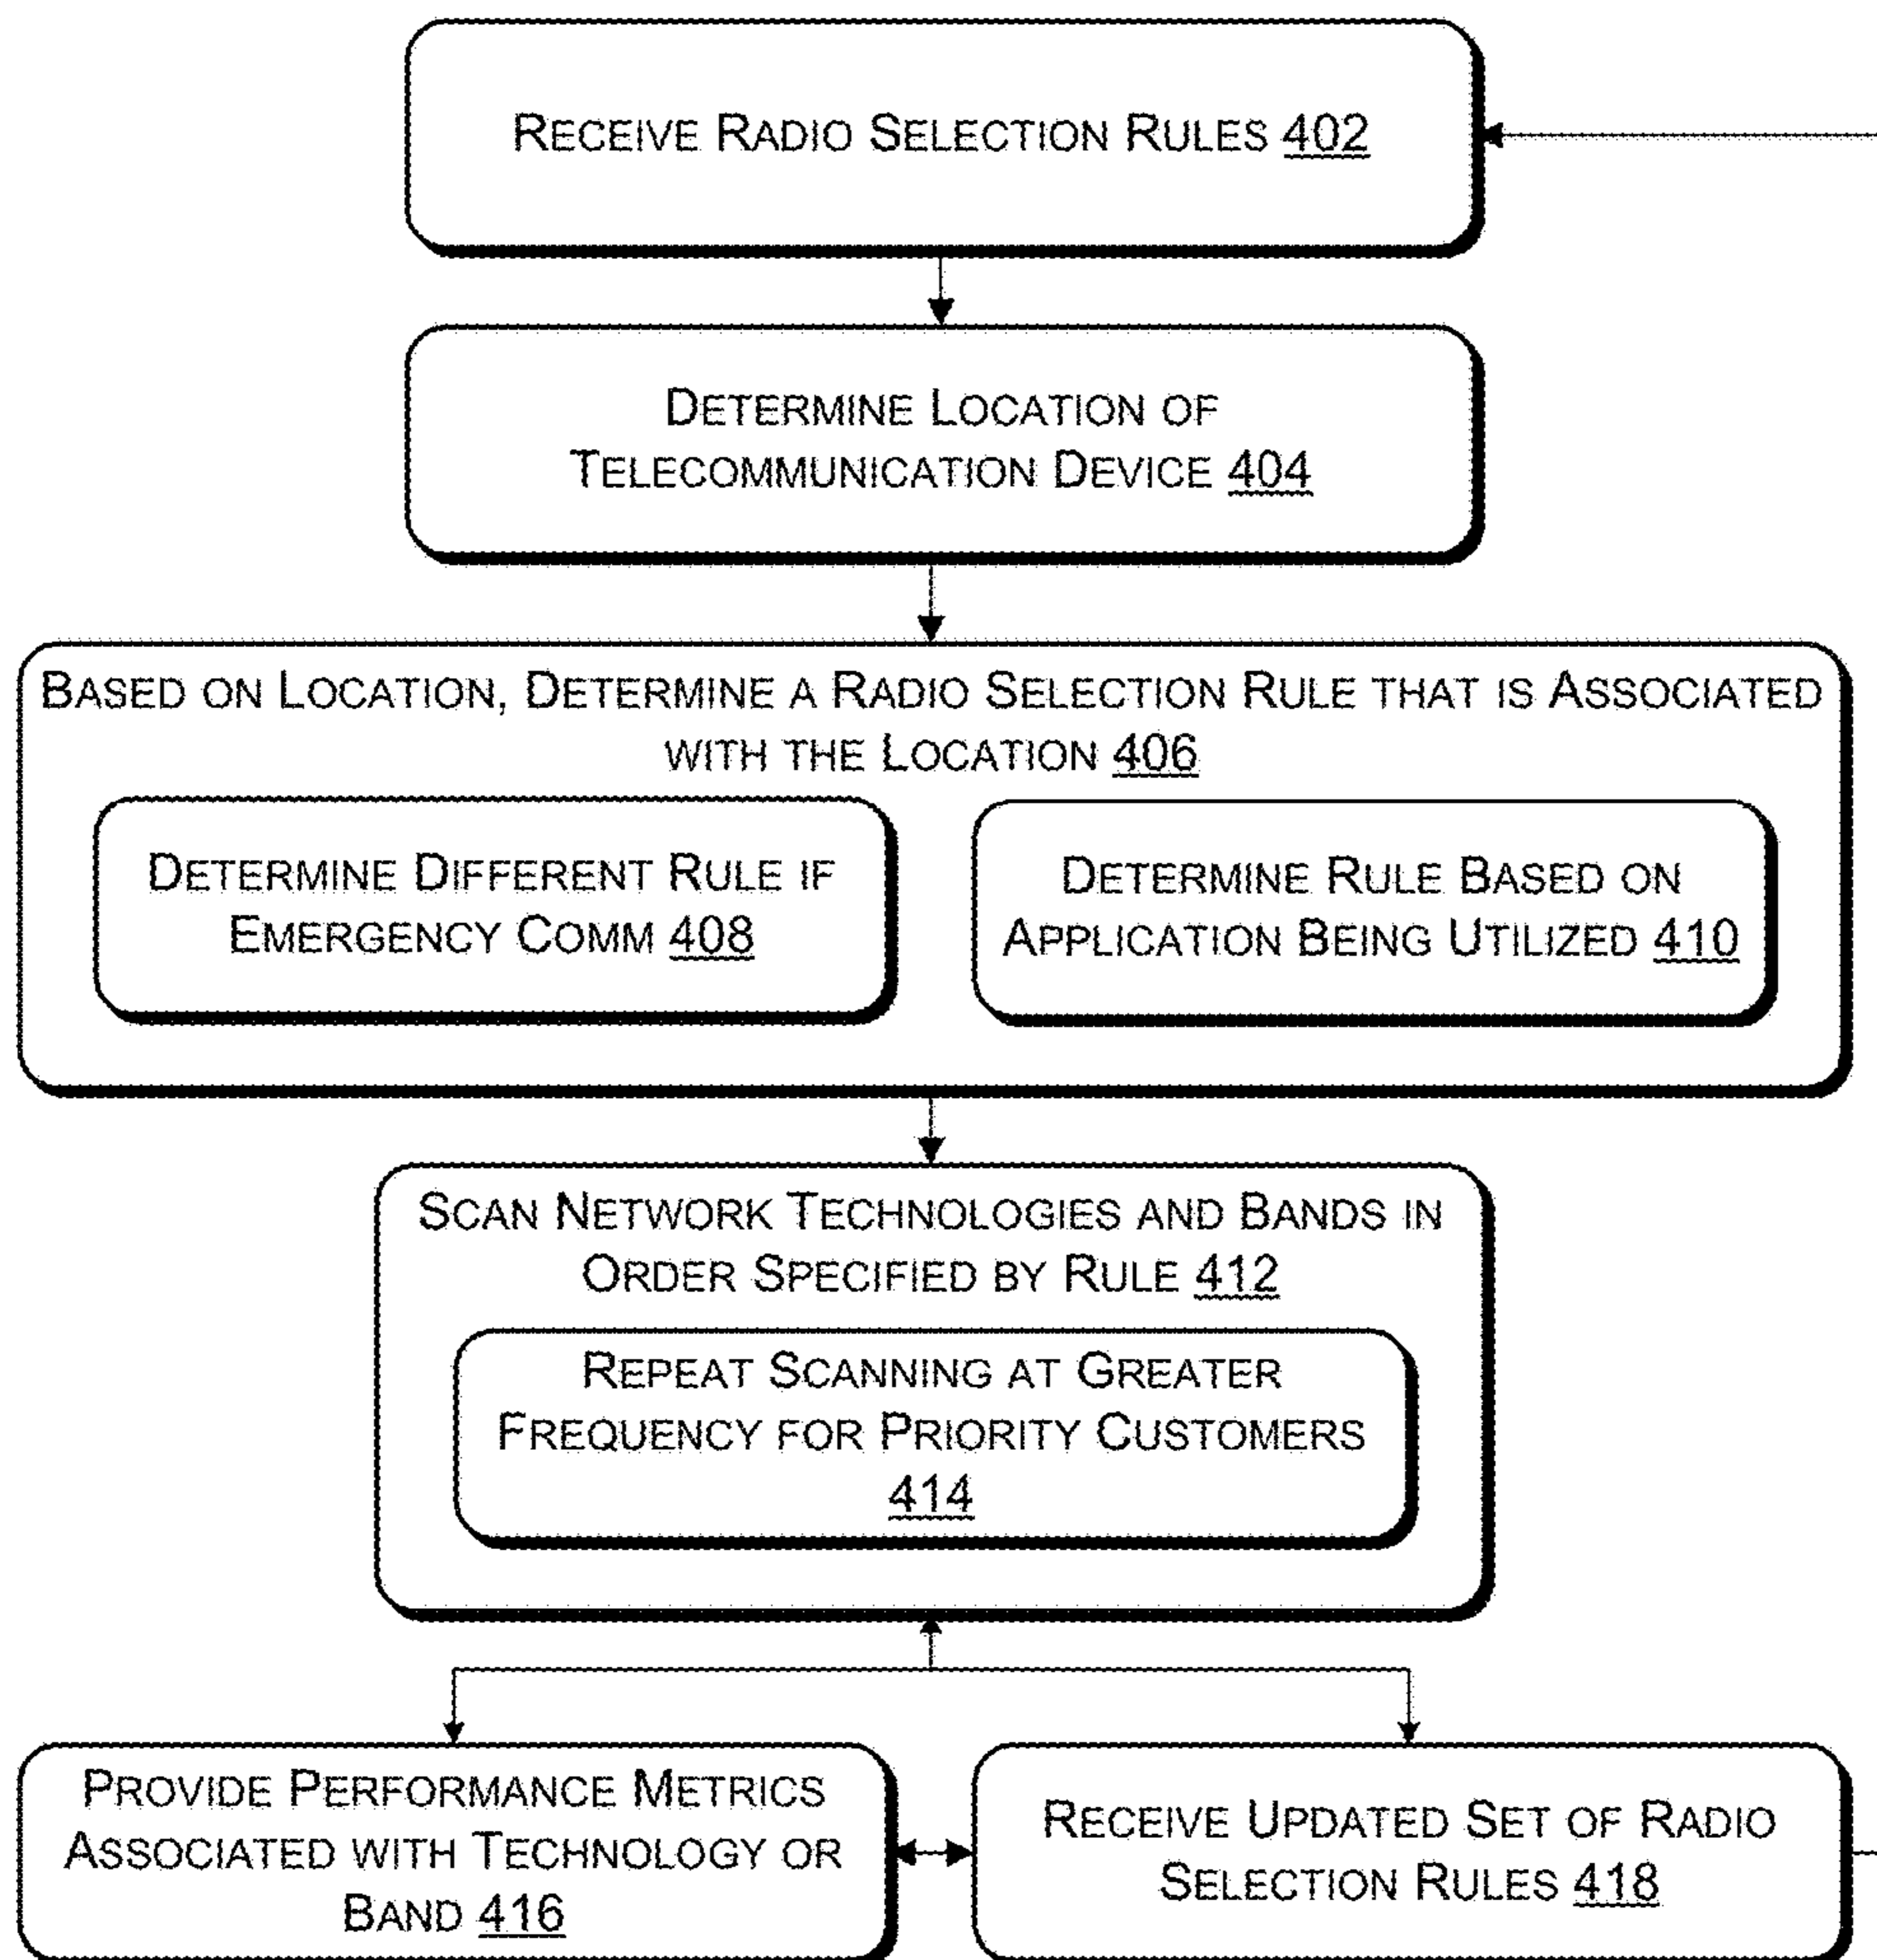 RECEIVE RADIO SELECTION RULES 402
DETERMINE LOCATION OF
TELECOMMUNICATION DEVICE 404
BASED ON LOCATION, DETERMINE A RADIO SELECTION RULE THAT IS ASSOCIATED
WITH THE LOCATION 406
DETERMINE DIFFERENT RULE IF
EMERGENCY COMM 408
DETERMINE RULE BASED ON
APPLICATION BEING UTILIZED 410
SCAN NETWORK TECHNOLOGIES AND BANDS IN
ORDER SPECIFIED BY RULE 412
REPEAT SCANNING AT GREATER
FREQUENCY FOR PRIORITY CUSTOMERS
414
PROVIDE PERFORMANCE METRICS
ASSOCIATED WITH TECHNOLOGY OR
BAND 416
RECEIVE UPDATED SET OF RADIO
SELECTION RULES 418